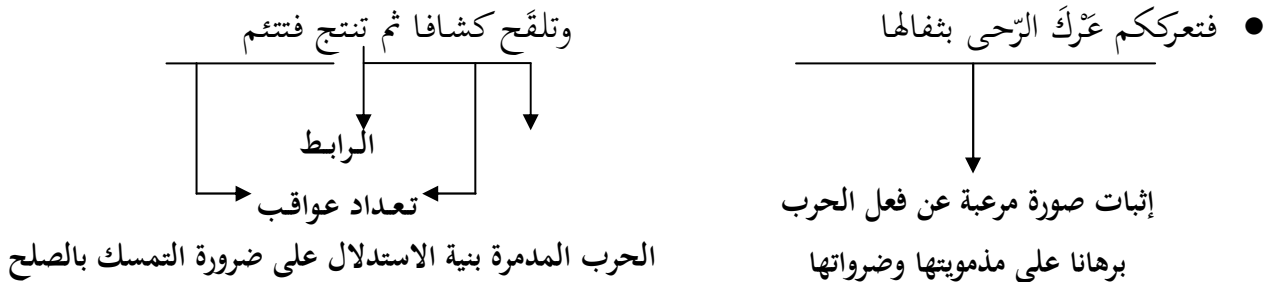 • فتعرككم عَرْكَ الرّحى بثفالها وتلقَح كشافا ثم تنتج فتتئم
الرابط
إثبات صورة مرعبة عن فعل الحرب
برهانا على مذمويتها وضرواتها
تعداد عواقب
الحرب المدمرة بنية الاستدلال على ضرورة التمسك بالصلح